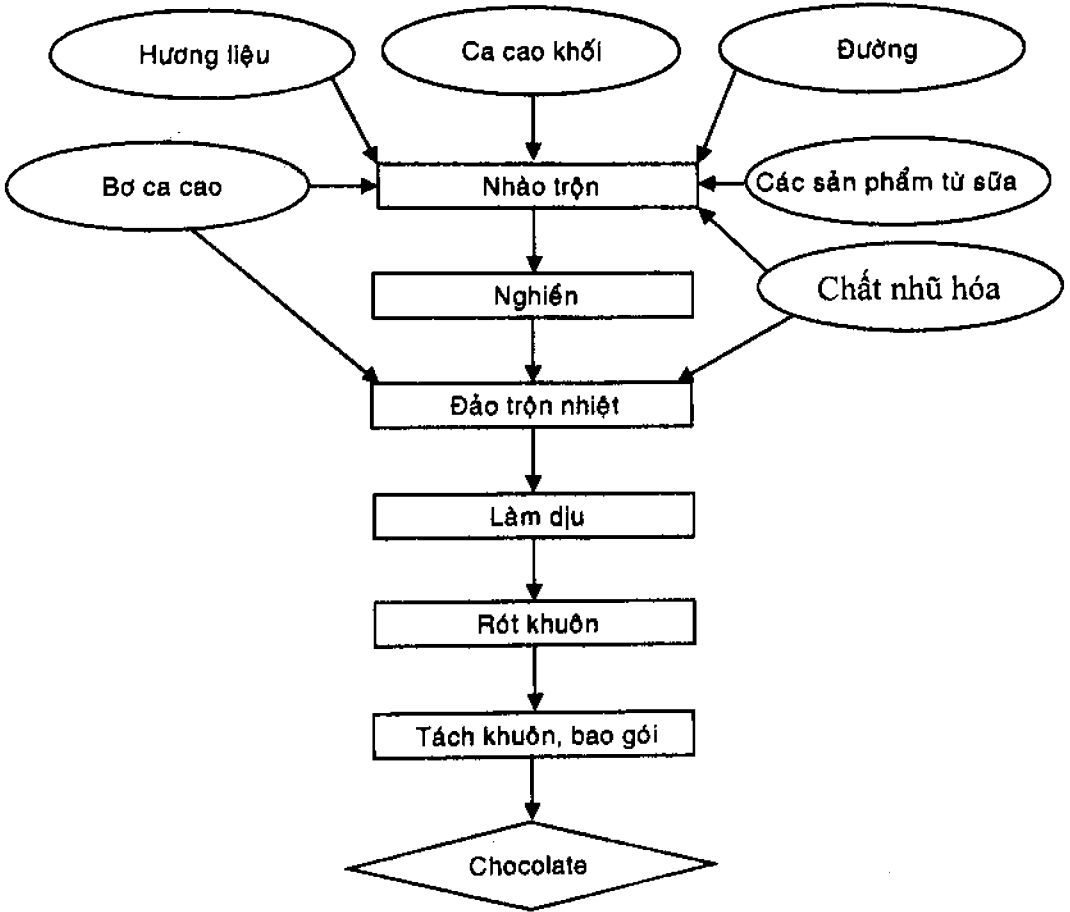 Hương liệu
Ca cao khối
Đường
Bơ ca cao
Nhào trộn
Các sản phẩm từ sữa
Nghiến
Chất nhũ hóa
Đảo trộn nhiệt
Làm dịu
Rót khuôn
Tách khuôn, bao gói
Chocolate